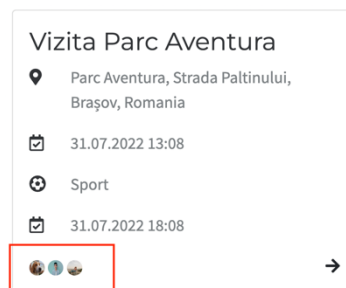 Vizita Parc Aventura
Parc Aventura, Strada Paltinului,
Brașov, Romania
31.07.2022 13:08
Sport
31.07.2022 18:08